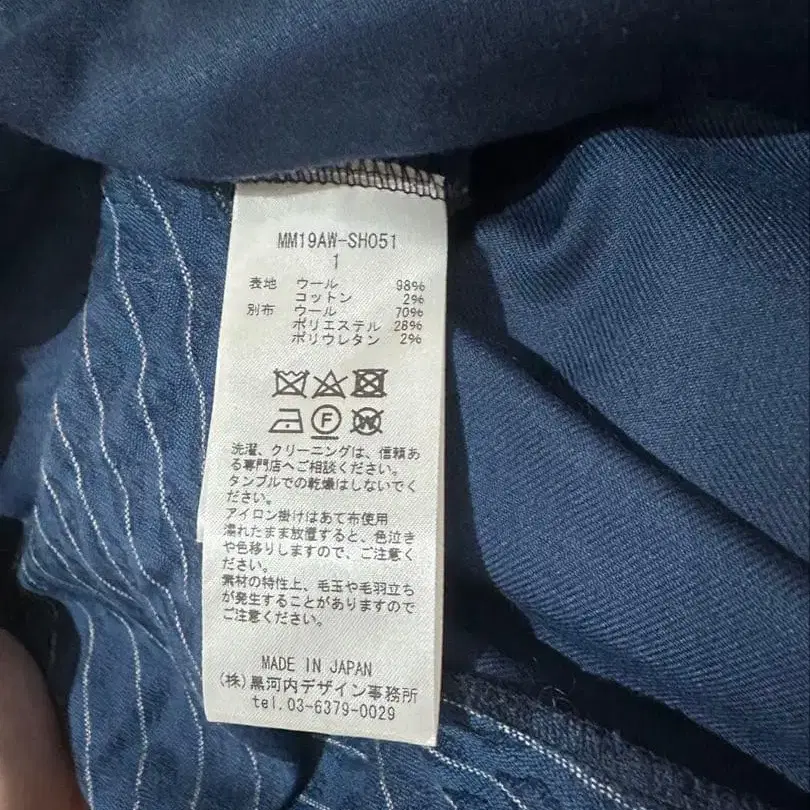 MM19AW-SH051
1
表地 ウール 98%
コットン 2%
別布 ウール 70%
ポリエステル 28%
ポリウレタン 2%
F W
洗濯、クリーニングは、信頼あ
る専門店へご相談ください。
タンブルでの乾燥はしないでく
ださい。
アイロン掛けはあて布使用
濡れたまま放置すると、色泣き
や色移りしますので、ご注意く
ださい。
素材の特性上、毛玉や毛羽立ち
が発生することがありますので
ご注意ください。
MADE IN JAPAN
(株)黒河内デザイン事務所
tel.03-6379-0029